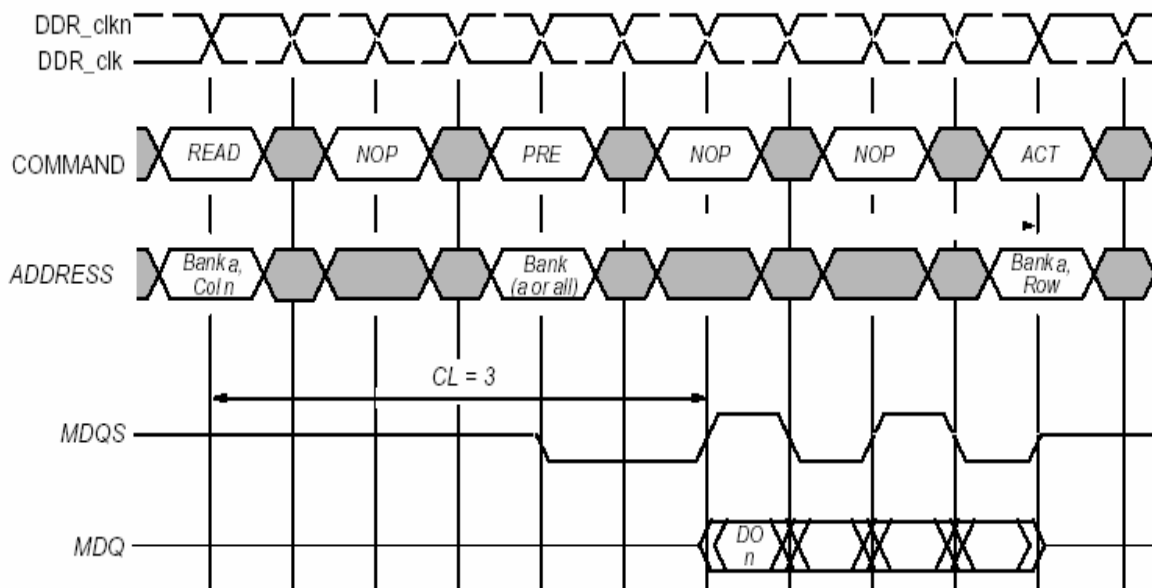 DDR_clkn
DDR_clk
COMMAND
READ
NOP
PRE
NOP
NOP
ACT
ADDRESS
Bank a,
Col n
Bank
(a or all)
Bank a,
Row
CL = 3
MDQS
MDQ
DO
n